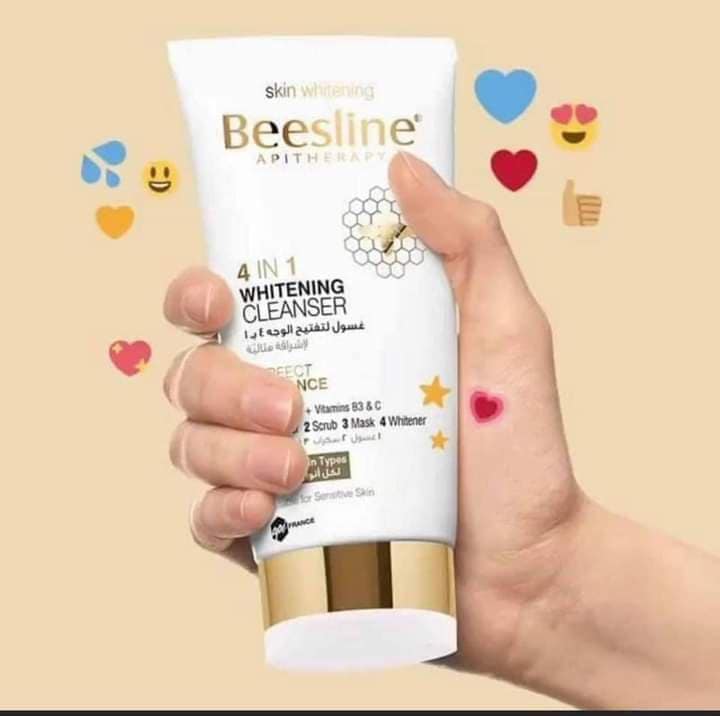 skin whitening
Beesline®
APITHERAPY
4 IN 1
WHITENING
CLEANSER
غسول لتفتيح الوجه ٤ بـ ١
لإشراقة مثالية
+ Vitamins B3 & C
2 Scrub 3 Mask 4 Whitener
for Sensitive Skin
FRANCE